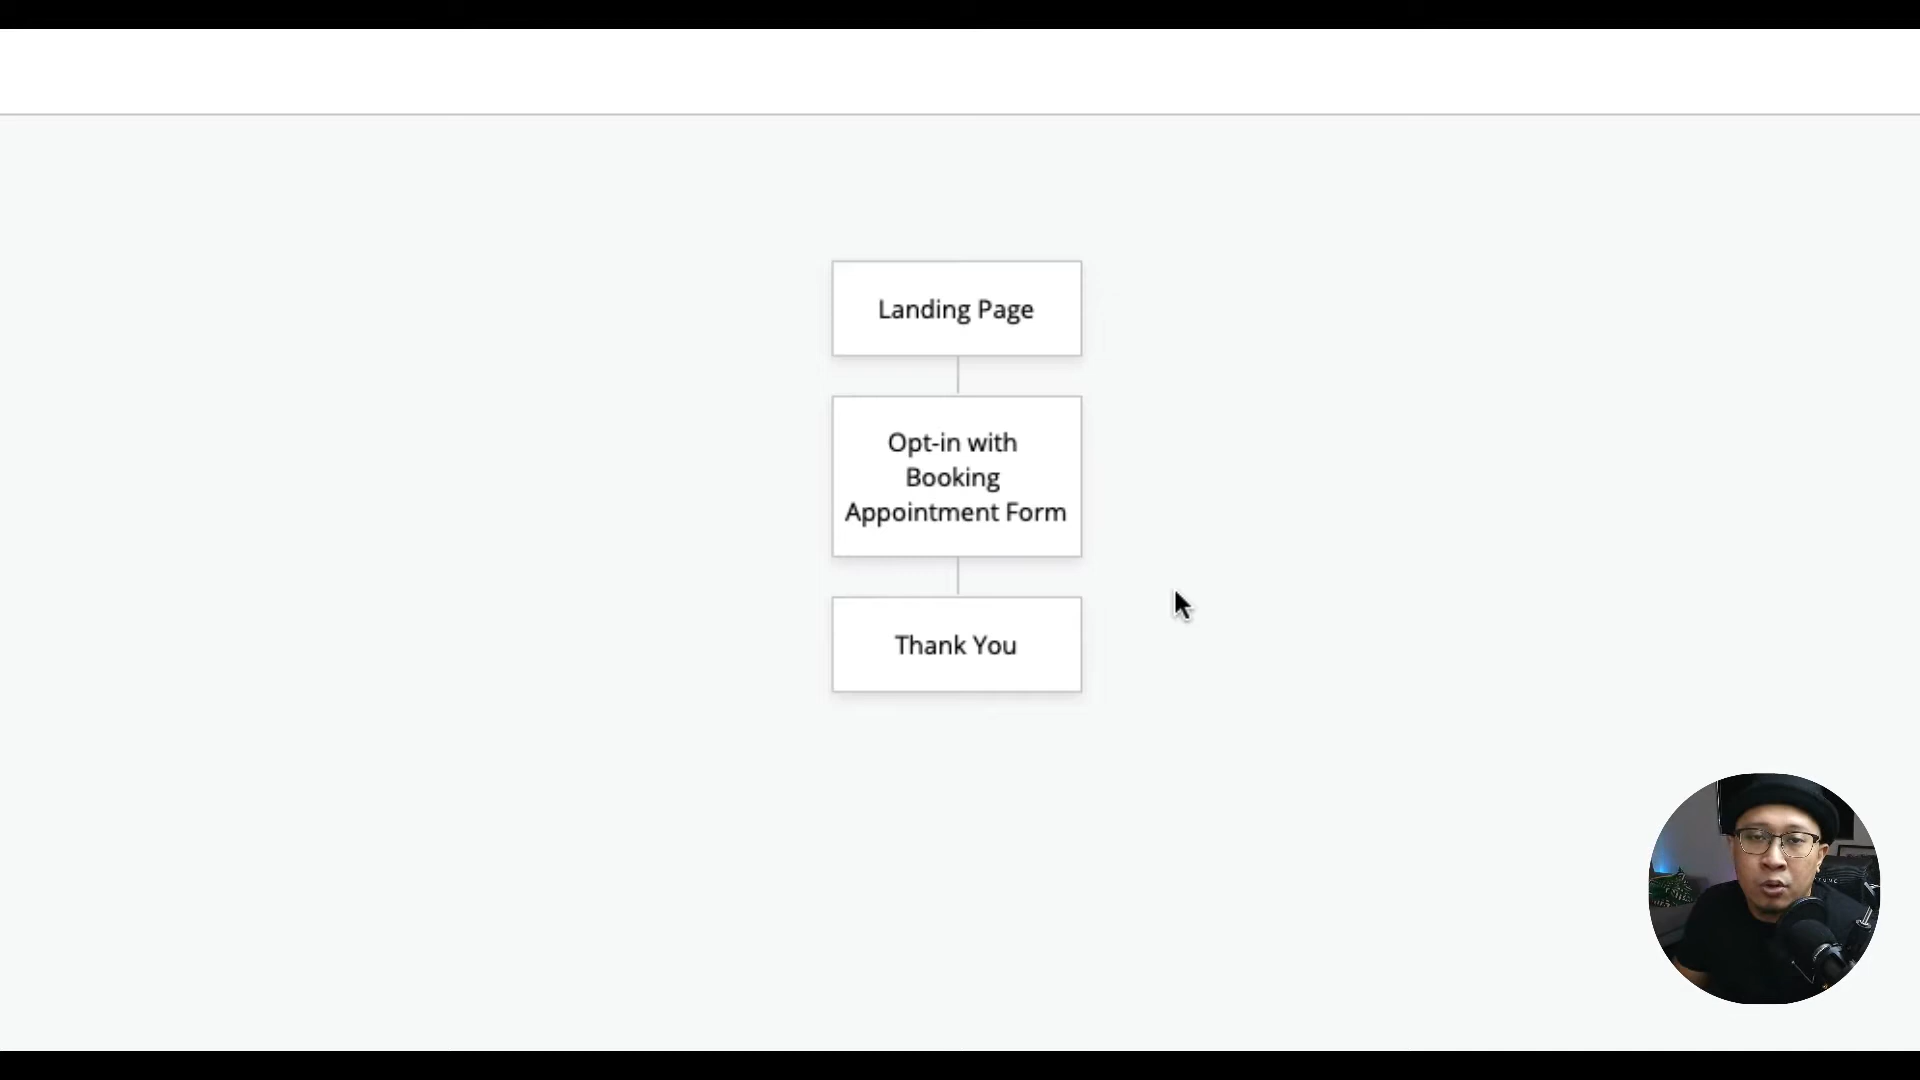 Landing Page
Opt-in with
Booking
Appointment Form
Thank You